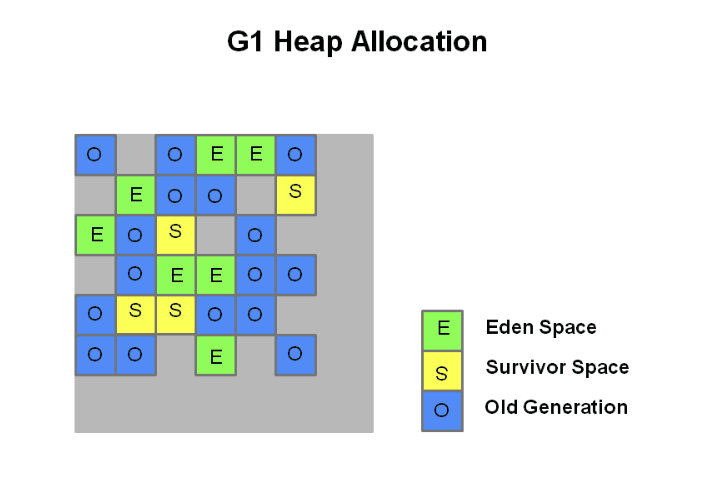 G1 Heap Allocation
O O E E O
E O O S
E O S O
O E E O O
O S S O O
O O E O
E Eden Space
S Survivor Space
O Old Generation